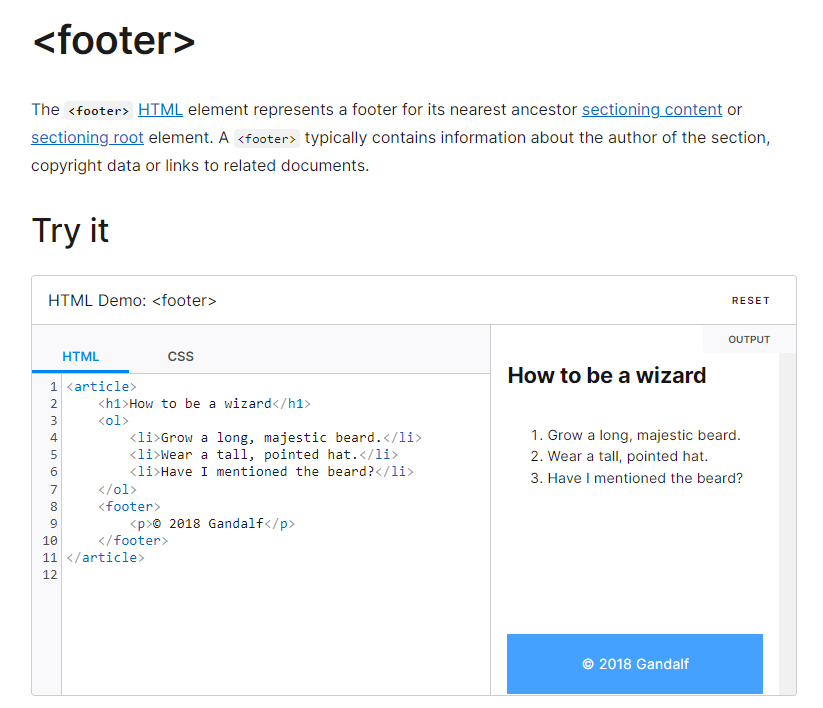 <footer>
The <footer> HTML element represents a footer for its nearest ancestor sectioning content or
sectioning root element. A <footer> typically contains information about the author of the section,
copyright data or links to related documents.
Try it
HTML Demo: <footer>
RESET
HTML
CSS
1 <article>
2     <h1>How to be a wizard</h1>
3     <ol>
4         <li>Grow a long, majestic beard.</li>
5         <li>Wear a tall, pointed hat.</li>
6         <li>Have I mentioned the beard?</li>
7     </ol>
8     <footer>
9         <p>© 2018 Gandalf</p>
10     </footer>
11 </article>
12
OUTPUT
How to be a wizard
1. Grow a long, majestic beard.
2. Wear a tall, pointed hat.
3. Have I mentioned the beard?
© 2018 Gandalf